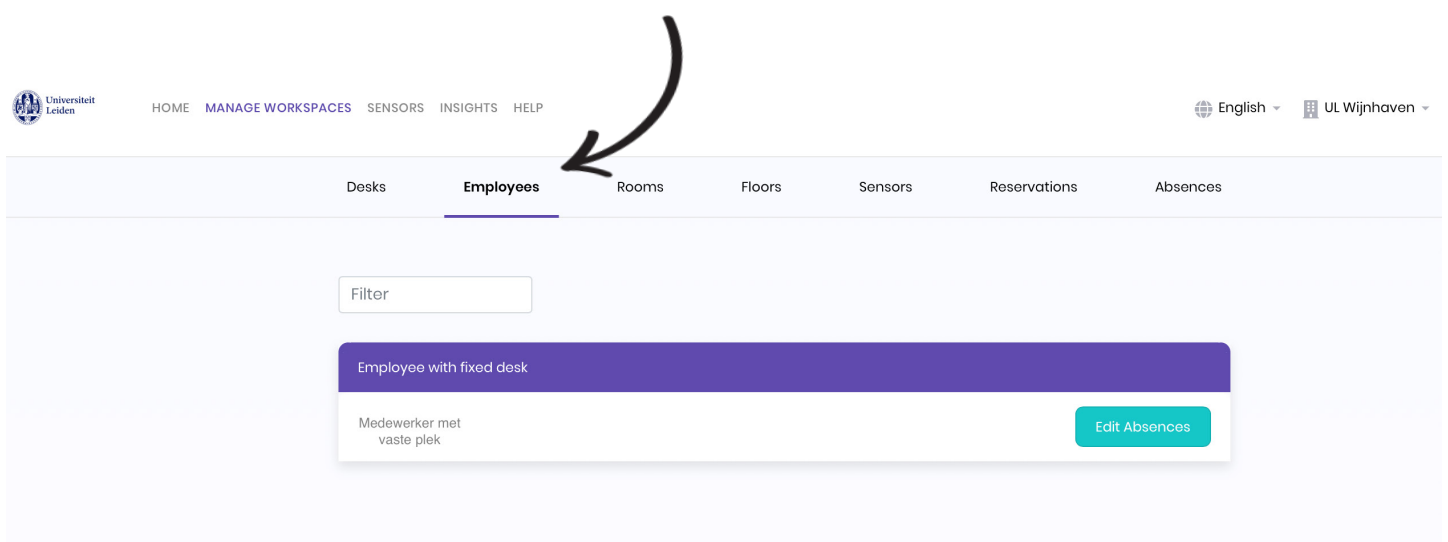 Universiteit
Leiden
HOME MANAGE WORKSPACES SENSORS INSIGHTS HELP
English
UL Wijnhaven
Desks Employees Rooms Floors Sensors Reservations Absences
Filter
Employee with fixed desk
Medewerker met
vaste plek
Edit Absences